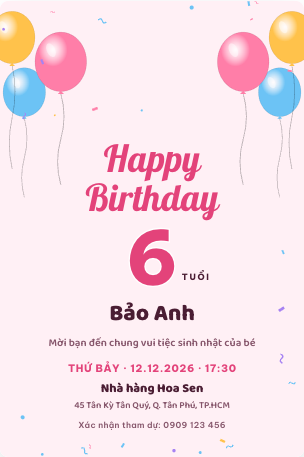 Happy
Birthday
6 TUỔI
Bảo Anh
Mời bạn đến chung vui tiệc sinh nhật của bé
THỨ BẢY · 12.12.2026 · 17:30
Nhà hàng Hoa Sen
45 Tân Kỳ Tân Quý, Q. Tân Phú, TP.HCM
Xác nhận tham dự: 0909 123 456